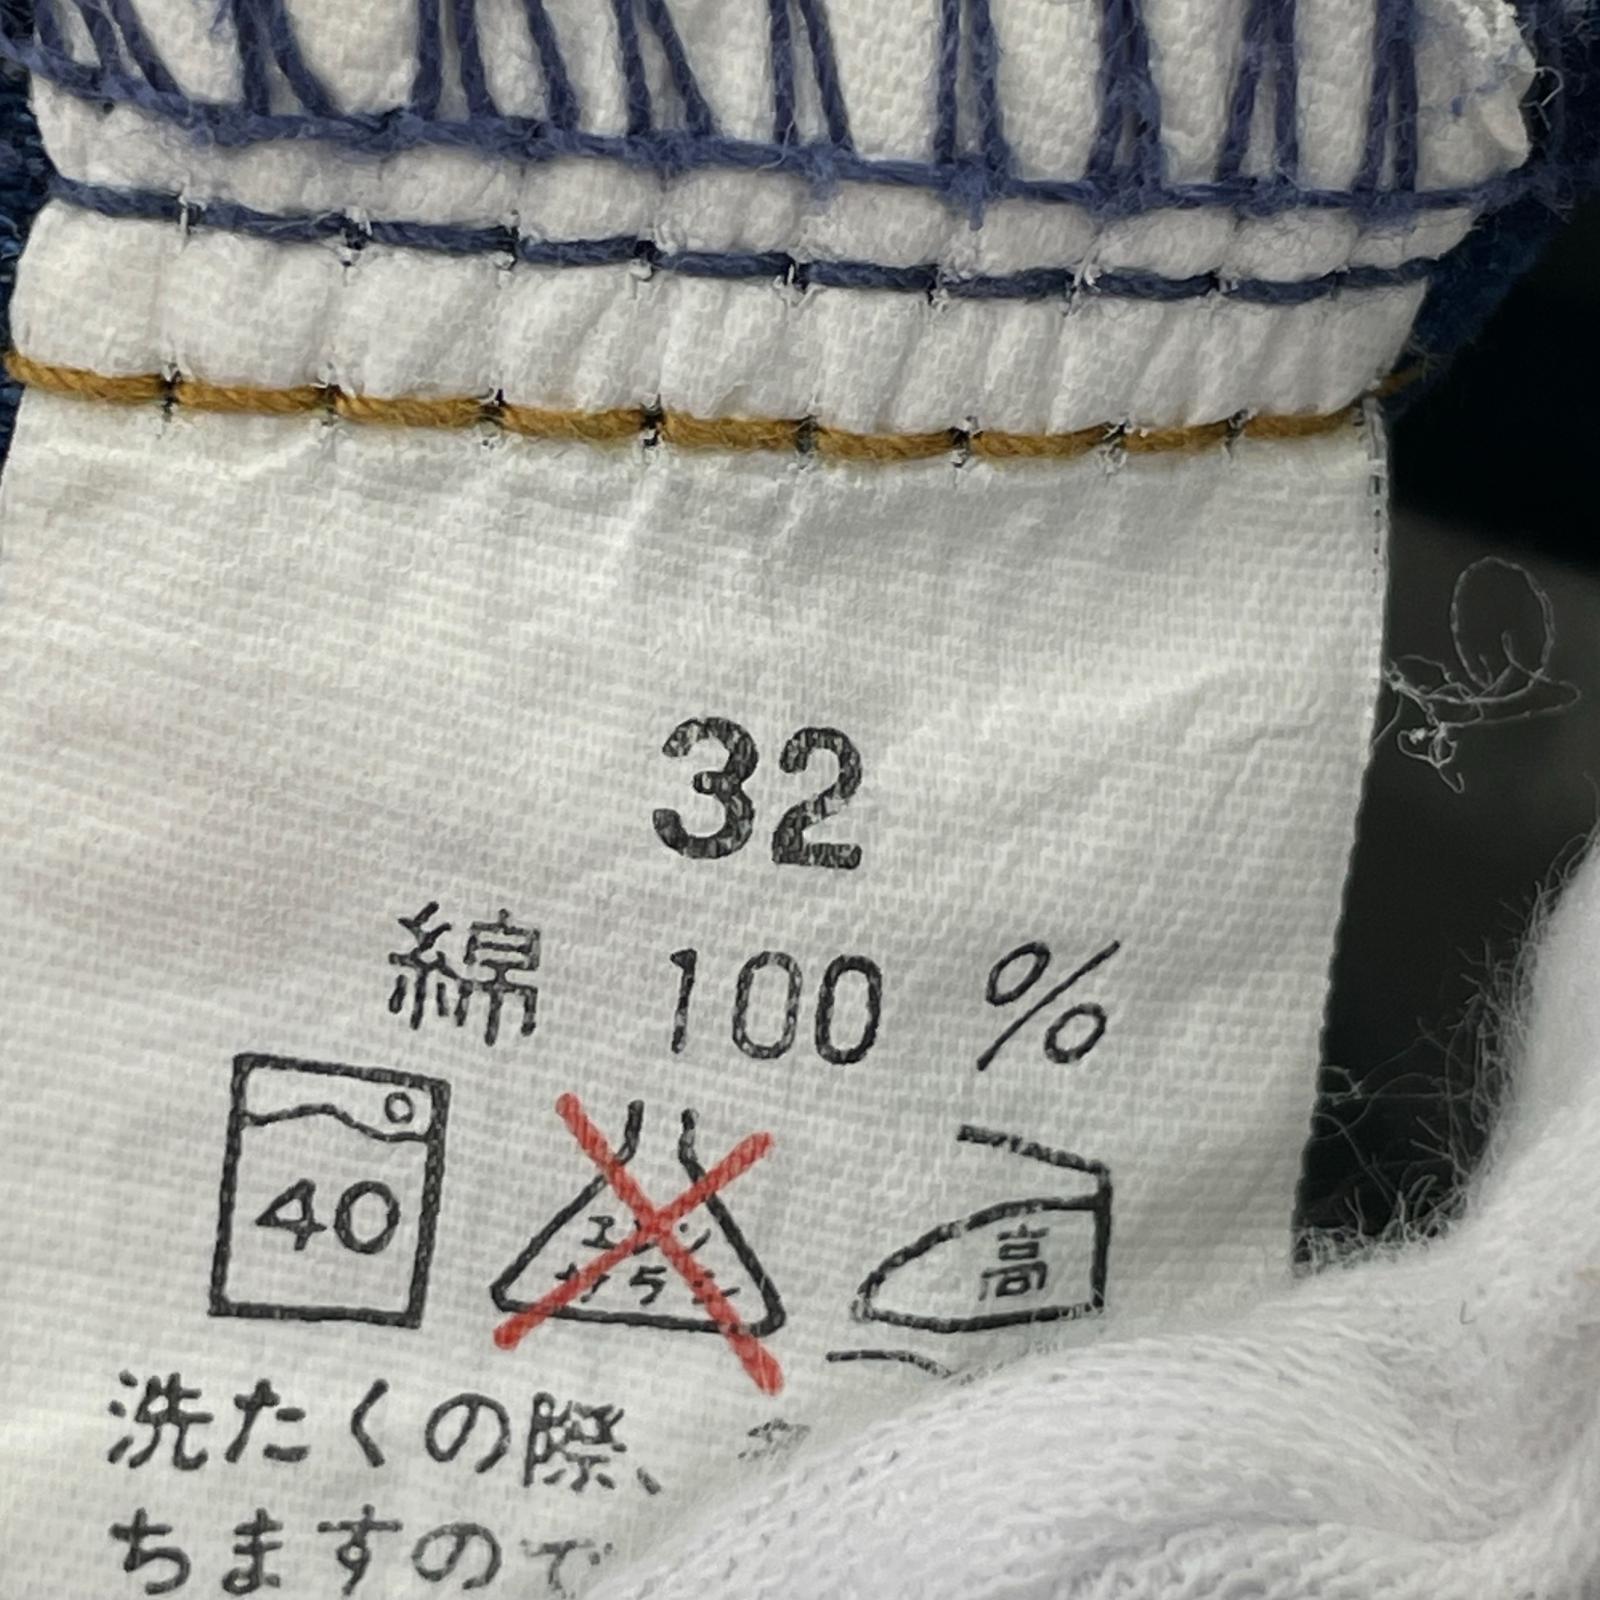 32
綿 100 %
40
エンソ
サラシ
高
洗たくの際、
ちますので